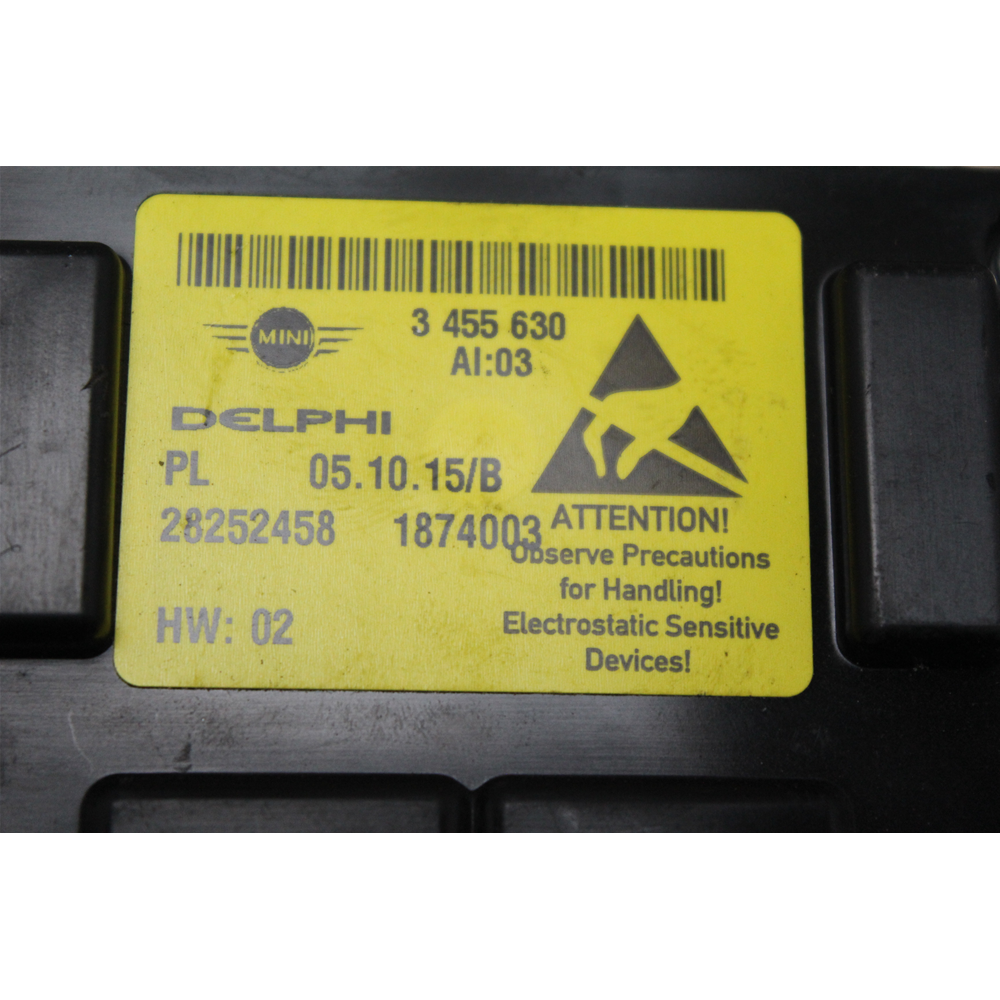 MINI
3 455 630
AI:03
DELPHI
PL 05.10.15/B
28252458 1874003
HW: 02
ATTENTION!
Observe Precautions
for Handling!
Electrostatic Sensitive
Devices!